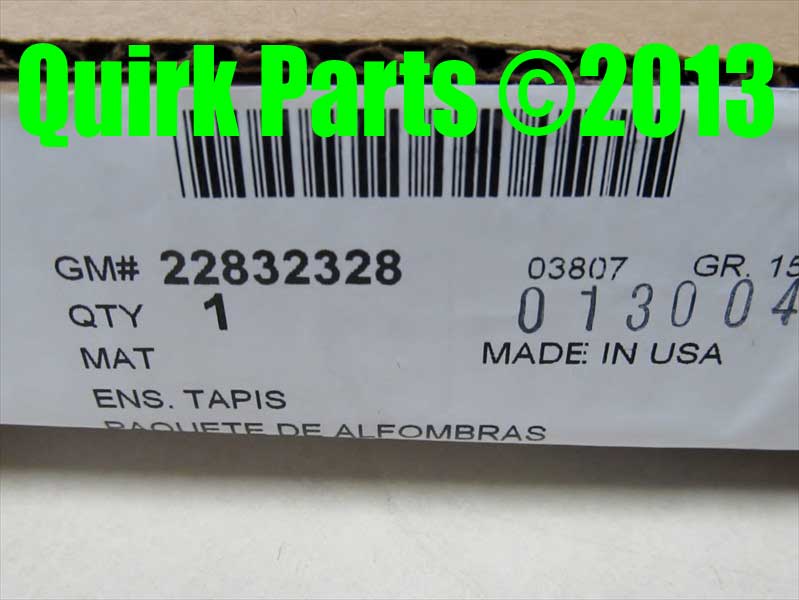 Quirk Parts ©2013
GM# 22832328 03807 GR. 15
QTY 1 013004
MAT MADE IN USA
ENS. TAPIS
PAQUETE DE ALFOMBRAS